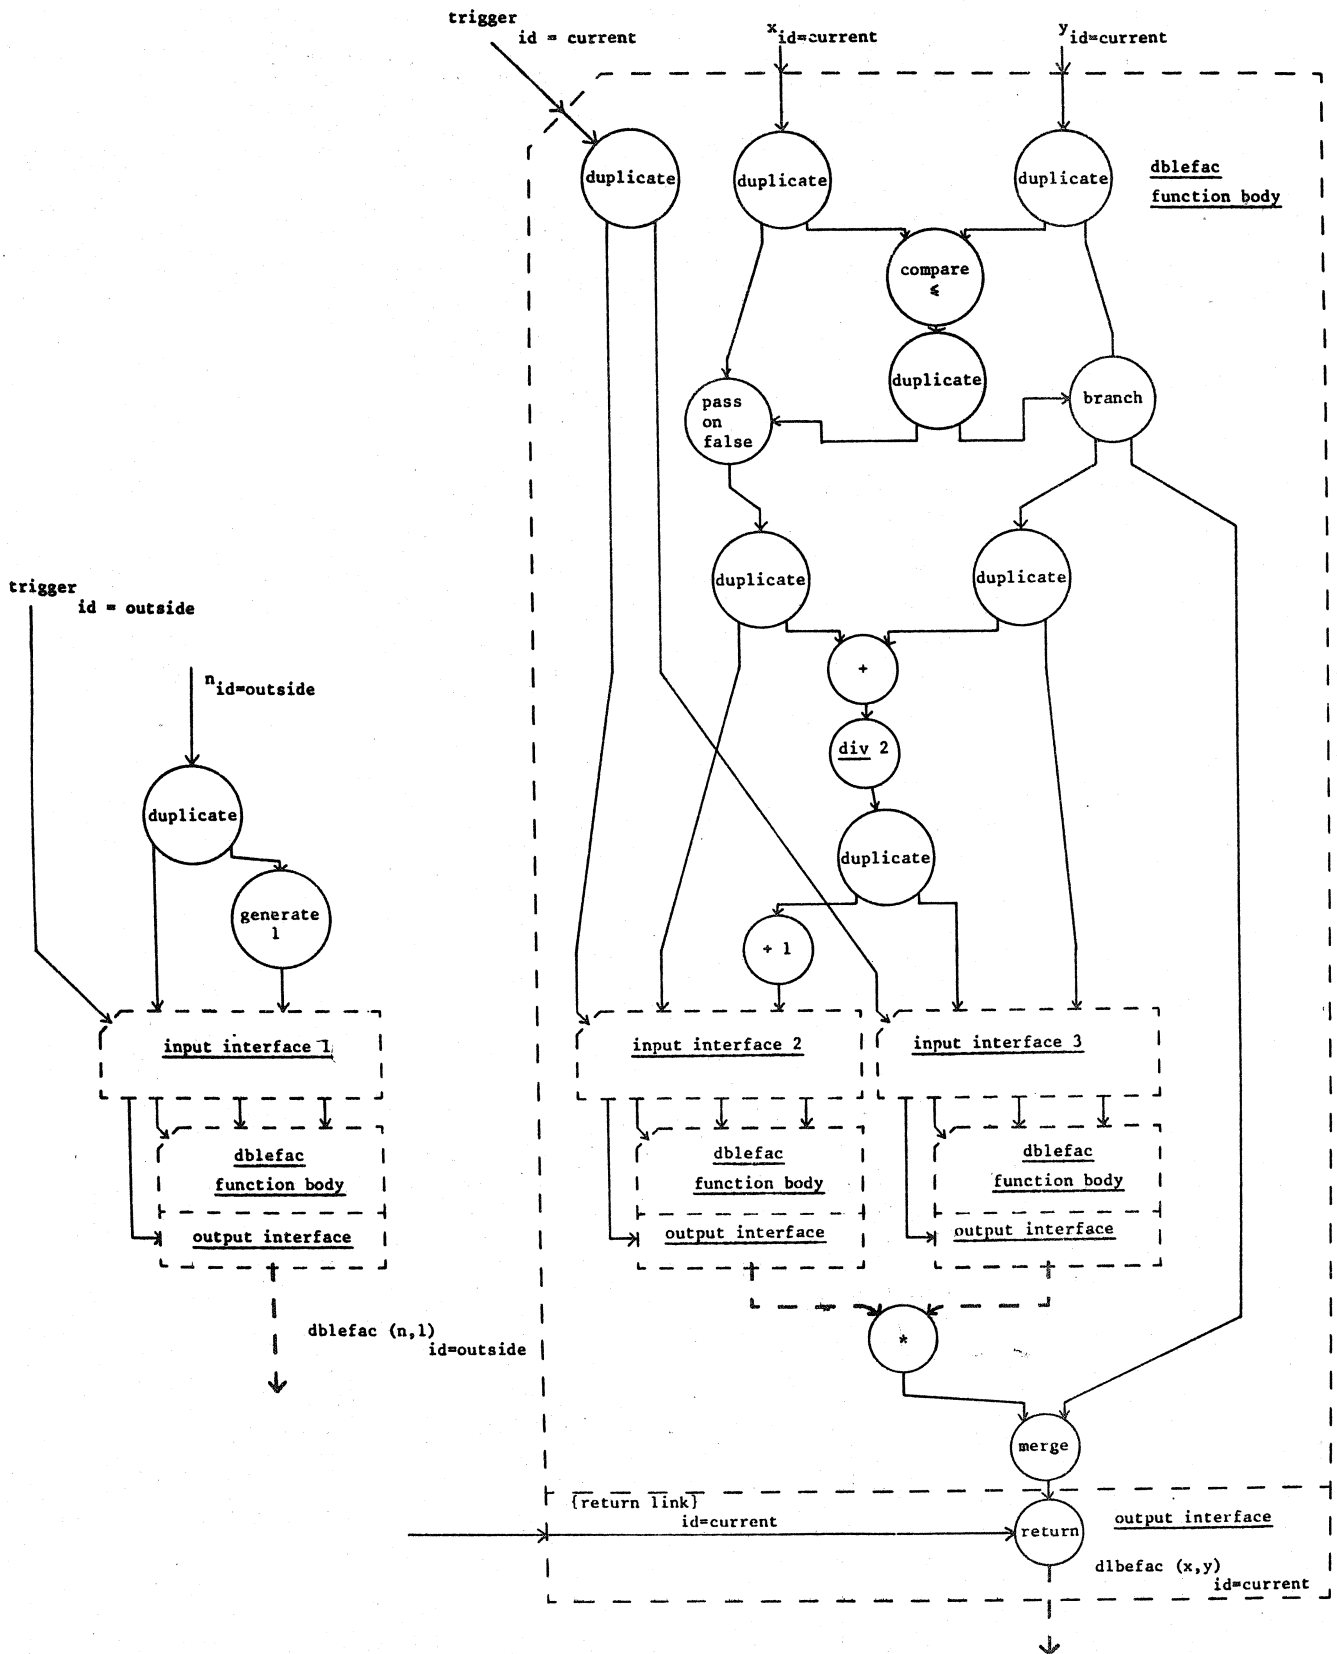 trigger
id = current
x id=current
y id=current
duplicate
duplicate
duplicate
dblefac
function body
compare
≤
duplicate
branch
pass
on
false
duplicate
duplicate
trigger
id = outside
+
n id=outside
div 2
duplicate
duplicate
generate
1
+ 1
input interface 1
input interface 2
input interface 3
dblefac
function body
output interface
dblefac
function body
output interface
dblefac
function body
output interface
dblefac (n,1)
id=outside
*
merge
{return link}
id=current
return
output interface
dlbefac (x,y)
id=current